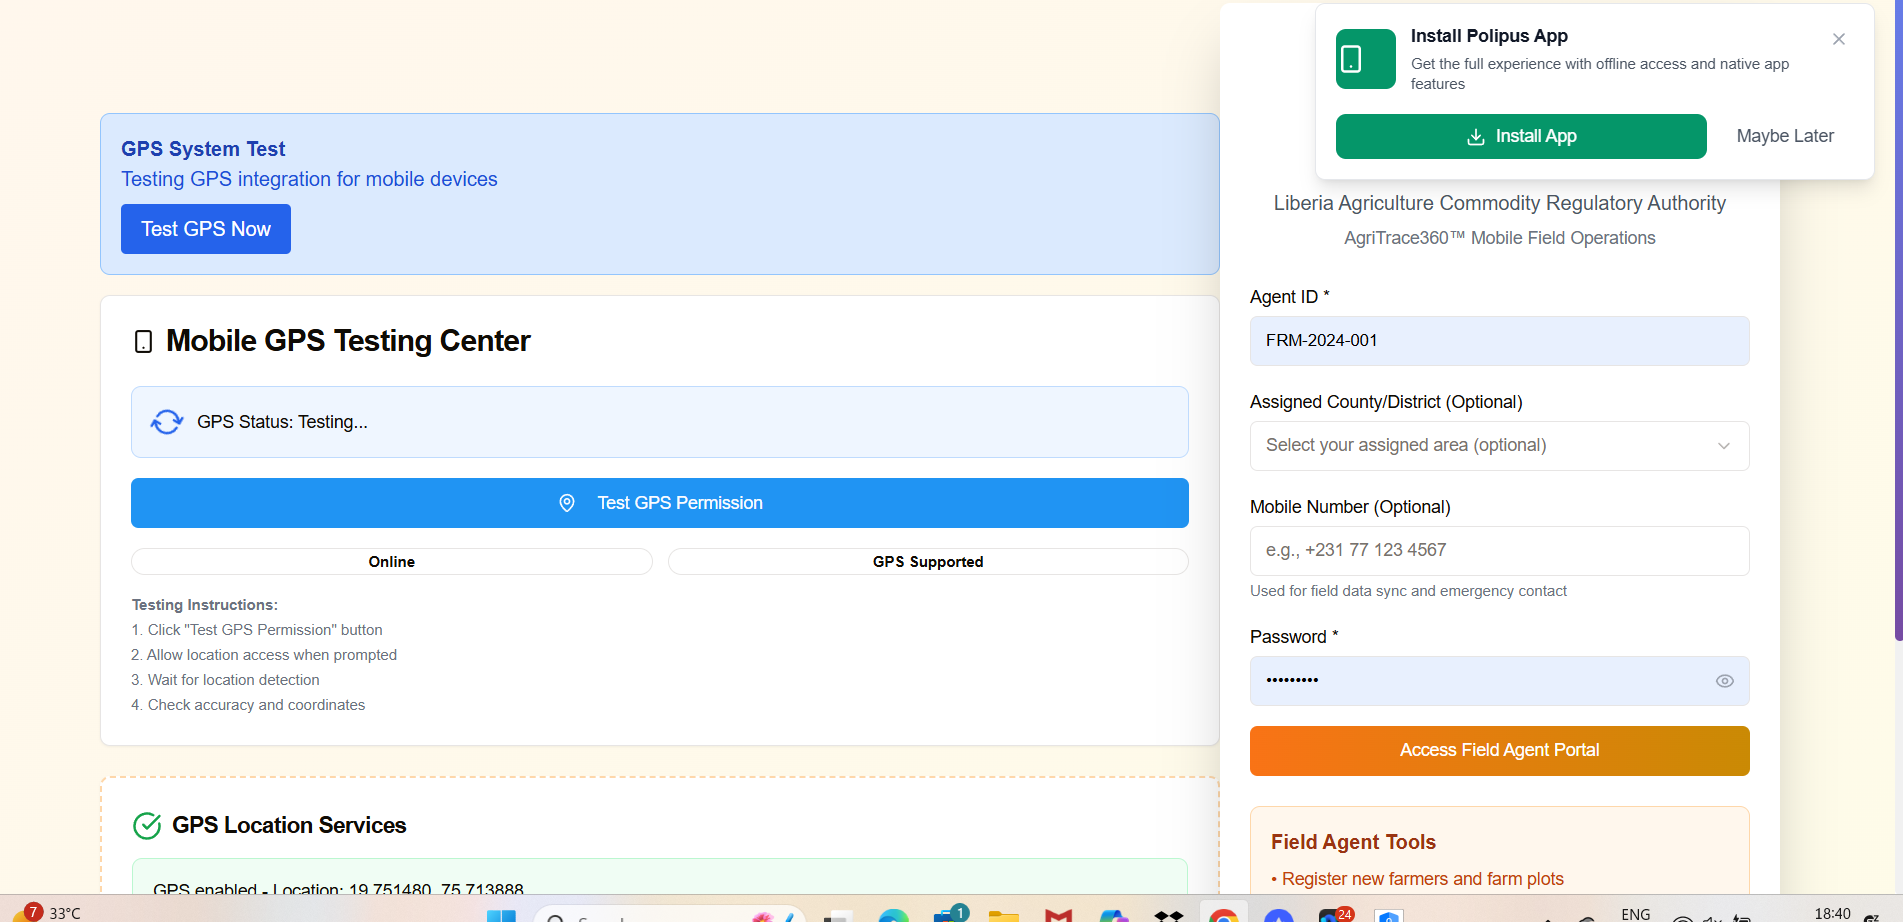 GPS System Test
Testing GPS integration for mobile devices
Test GPS Now
Mobile GPS Testing Center
GPS Status: Testing...
Test GPS Permission
Online
GPS Supported
Testing Instructions:
1. Click "Test GPS Permission" button
2. Allow location access when prompted
3. Wait for location detection
4. Check accuracy and coordinates
GPS Location Services
GPS enabled - Location: 19.751480, 75.713888
Install Polipus App
Get the full experience with offline access and native app
features
Install App
Maybe Later
Liberia Agriculture Commodity Regulatory Authority
AgriTrace360™ Mobile Field Operations
Agent ID *
FRM-2024-001
Assigned County/District (Optional)
Select your assigned area (optional)
Mobile Number (Optional)
e.g., +231 77 123 4567
Used for field data sync and emergency contact
Password *
•••••••••
Access Field Agent Portal
Field Agent Tools
• Register new farmers and farm plots
7
33°C
1
24
ENG
18:40